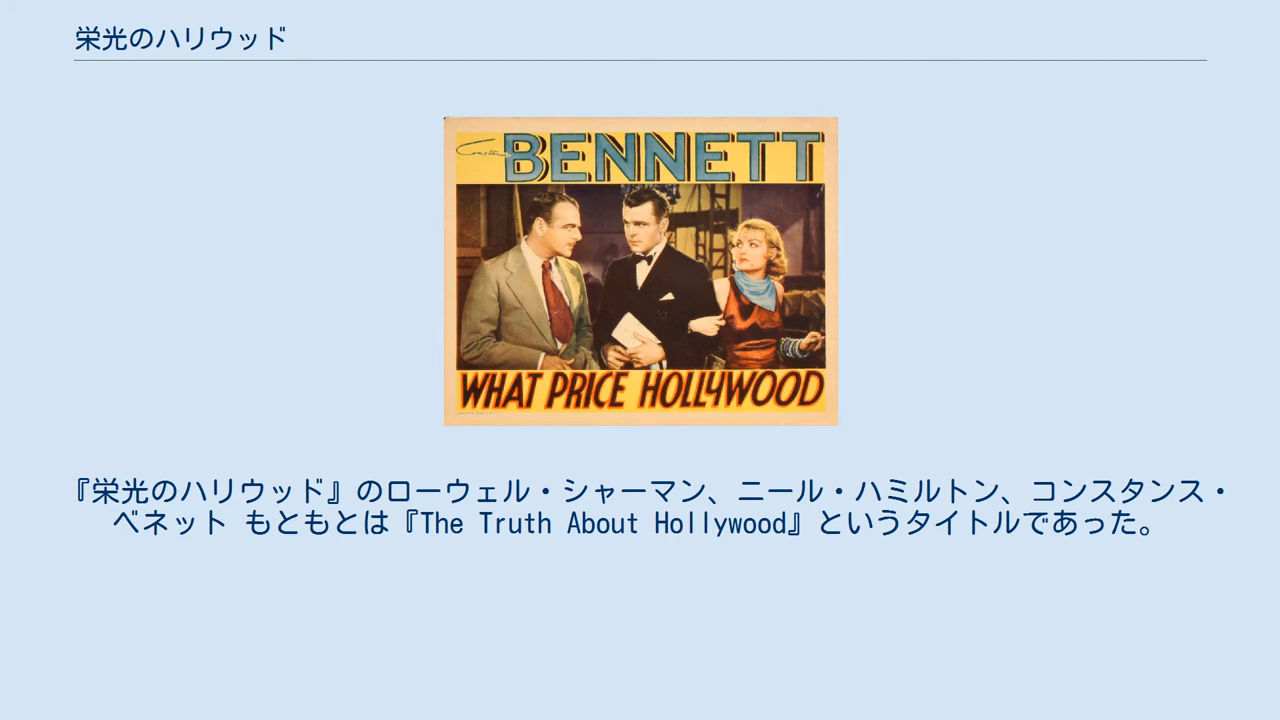 栄光のハリウッド
Constance BENNETT
WHAT PRICE HOLLYWOOD
『栄光のハリウッド』のローウェル・シャーマン、ニール・ハミルトン、コンスタンス・
ベネット もともとは『The Truth About Hollywood』というタイトルであった。